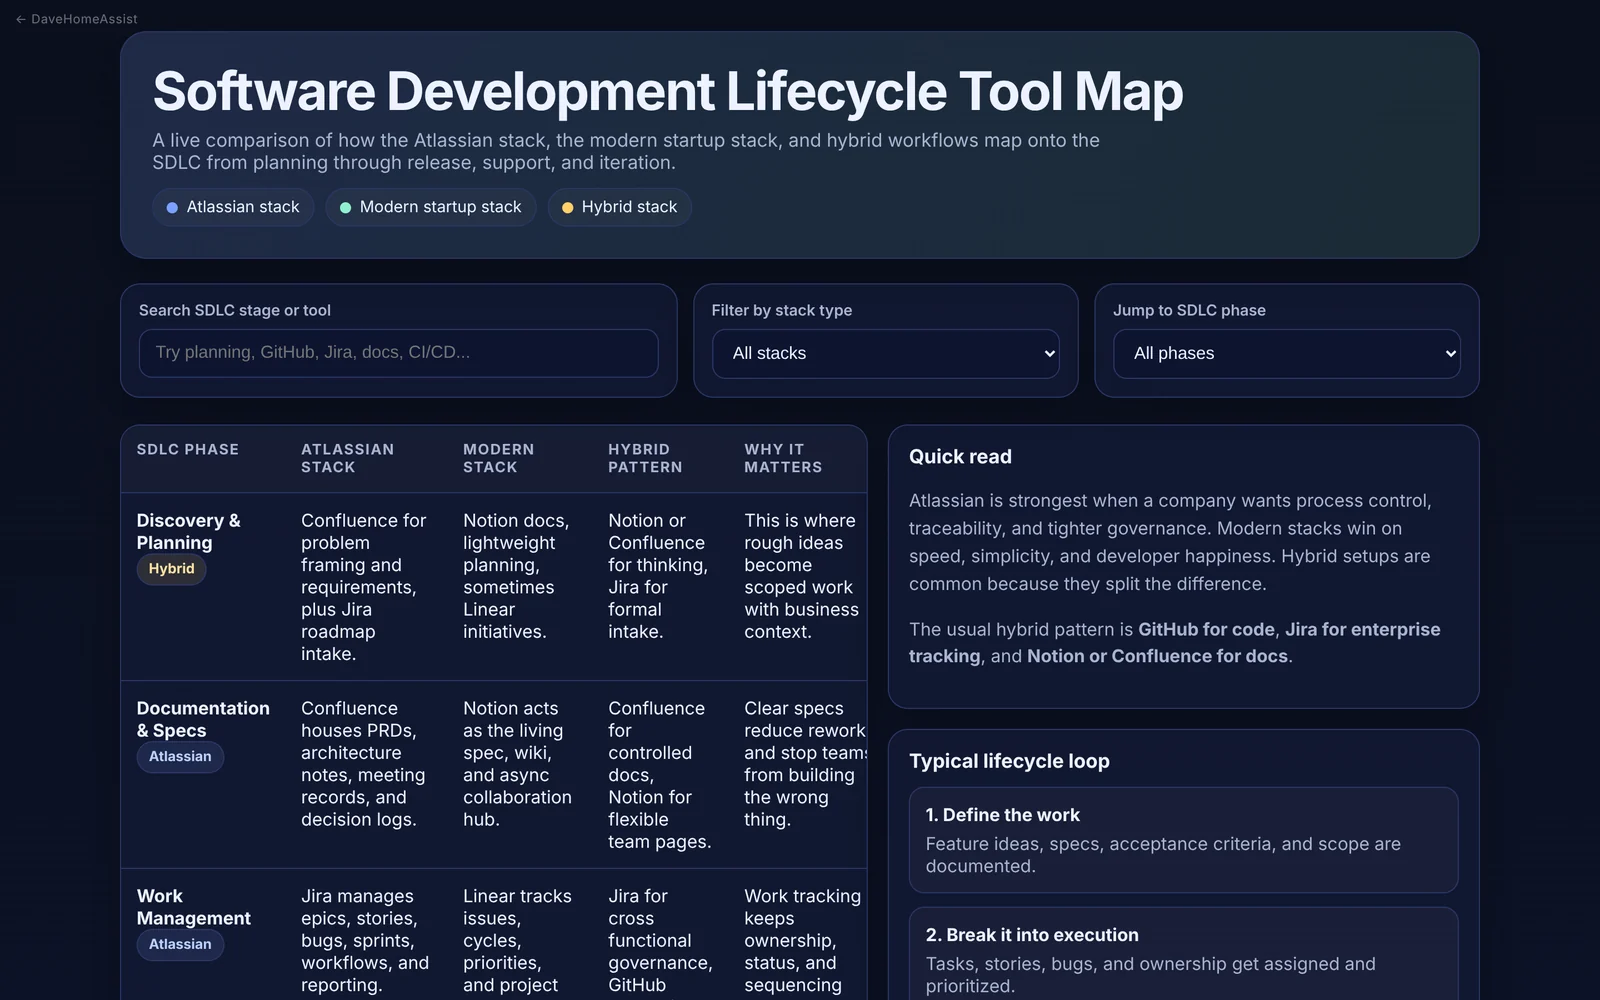 ← DaveHomeAssist
Software Development Lifecycle Tool Map
A live comparison of how the Atlassian stack, the modern startup stack, and hybrid workflows map onto the
SDLC from planning through release, support, and iteration.
Atlassian stack
Modern startup stack
Hybrid stack
Search SDLC stage or tool
Try planning, GitHub, Jira, docs, CI/CD...
Filter by stack type
All stacks
Jump to SDLC phase
All phases
SDLC PHASE
ATLASSIAN
STACK
MODERN
STACK
HYBRID
PATTERN
WHY IT
MATTERS
Discovery &
Planning
Hybrid
Confluence for
problem
framing and
requirements,
plus Jira
roadmap
intake.
Notion docs,
lightweight
planning,
sometimes
Linear
initiatives.
Notion or
Confluence
for thinking,
Jira for
formal
intake.
This is where
rough ideas
become
scoped work
with business
context.
Documentation
& Specs
Atlassian
Confluence
houses PRDs,
architecture
notes, meeting
records, and
decision logs.
Notion acts
as the living
spec, wiki,
and async
collaboration
hub.
Confluence
for
controlled
docs,
Notion for
flexible
team pages.
Clear specs
reduce rework
and stop teams
from building
the wrong
thing.
Work
Management
Atlassian
Jira manages
epics, stories,
bugs, sprints,
workflows, and
reporting.
Linear tracks
issues,
cycles,
priorities,
and project
Jira for
cross
functional
governance,
GitHub
Work tracking
keeps
ownership,
status, and
sequencing
Quick read
Atlassian is strongest when a company wants process control,
traceability, and tighter governance. Modern stacks win on
speed, simplicity, and developer happiness. Hybrid setups are
common because they split the difference.
The usual hybrid pattern is GitHub for code, Jira for enterprise
tracking, and Notion or Confluence for docs.
Typical lifecycle loop
1. Define the work
Feature ideas, specs, acceptance criteria, and scope are
documented.
2. Break it into execution
Tasks, stories, bugs, and ownership get assigned and
prioritized.